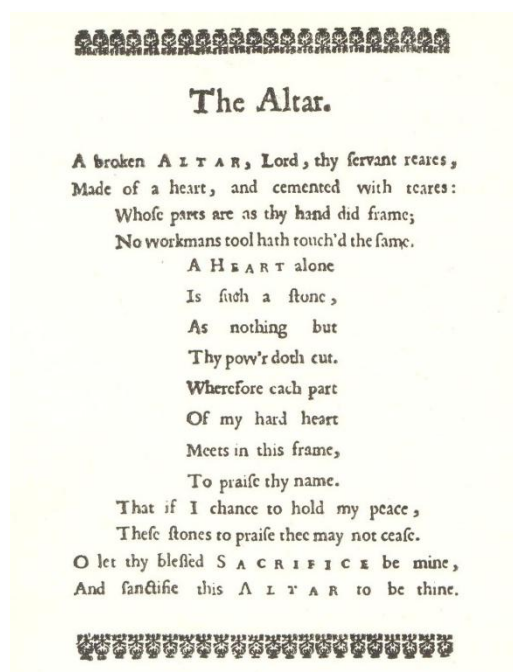 The Altar.
A broken ALTAR, Lord, thy ſervant reares,
Made of a heart, and cemented with teares:
Whoſe parts are as thy hand did frame;
No workmans tool hath touch'd the ſame.
A HEART alone
Is ſuch a ſtone,
As nothing but
Thy pow'r doth cut.
Wherefore each part
Of my hard heart
Meets in this frame,
To praiſe thy name.
That if I chance to hold my peace,
Theſe ſtones to praiſe thee may not ceaſe.
O let thy bleſſed SACRIFICE be mine,
And ſanctifie this ALTAR to be thine.